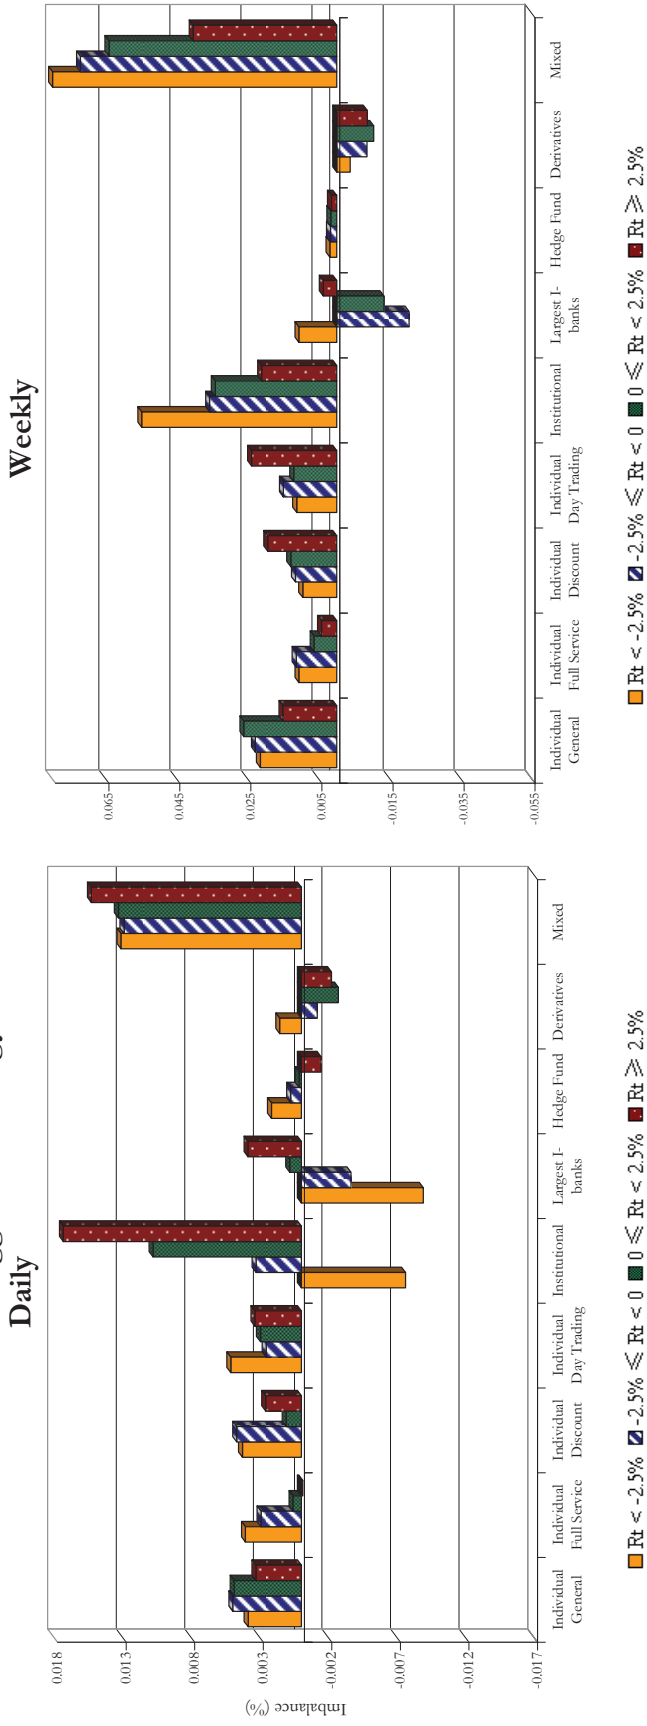 Daily
Imbalance (%)
0.018
0.013
0.008
0.003
-0.002
-0.007
-0.012
-0.017
Individual General
Individual Full Service
Individual Discount
Individual Day Trading
Institutional
Largest I-banks
Hedge Fund
Derivatives
Mixed
Rt < -2.5% -2.5% ≤ Rt < 0 0 ≤ Rt < 2.5% Rt ≥ 2.5%
Weekly
0.065
0.045
0.025
0.005
-0.015
-0.035
-0.055
Individual General
Individual Full Service
Individual Discount
Individual Day Trading
Institutional
Largest I-banks
Hedge Fund
Derivatives
Mixed
Rt < -2.5% -2.5% ≤ Rt < 0 0 ≤ Rt < 2.5% Rt ≥ 2.5%